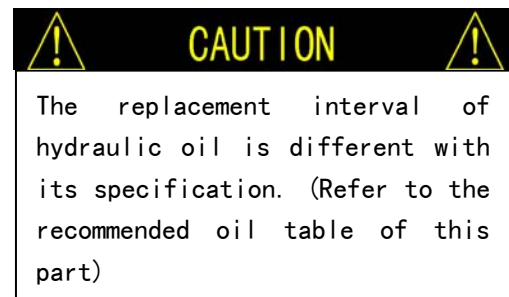 CAUTION
The replacement interval of
hydraulic oil is different with
its specification. (Refer to the
recommended oil table of this
part)